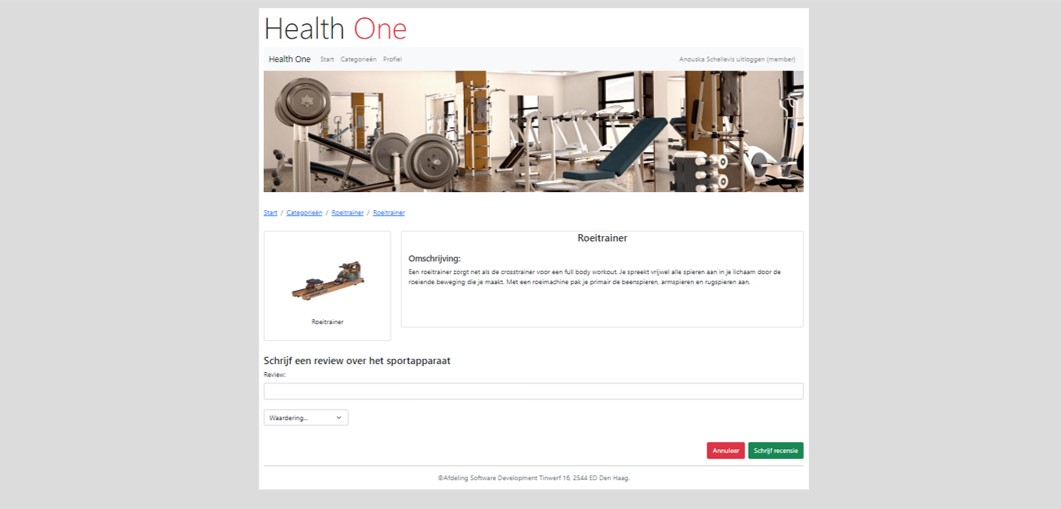 Health One
Health One Start Categorieën Profiel Anouska Schellevis uitloggen (member)
Start / Categorieën / Roeitrainer / Roeitrainer
Roeitrainer
Roeitrainer
Omschrijving:
Een roeitrainer zorgt net als de crosstrainer voor een full body workout. Je spreekt vrijwel alle spieren aan in je lichaam door de
roeiende beweging die je maakt. Met een roeimachine pak je primair de beenspieren, armspieren en rugspieren aan.
Schrijf een review over het sportapparaat
Review:
Waardering...
Annuleer Schrijf recensie
©Afdeling Software Development Tinwerf 16, 2544 ED Den Haag.